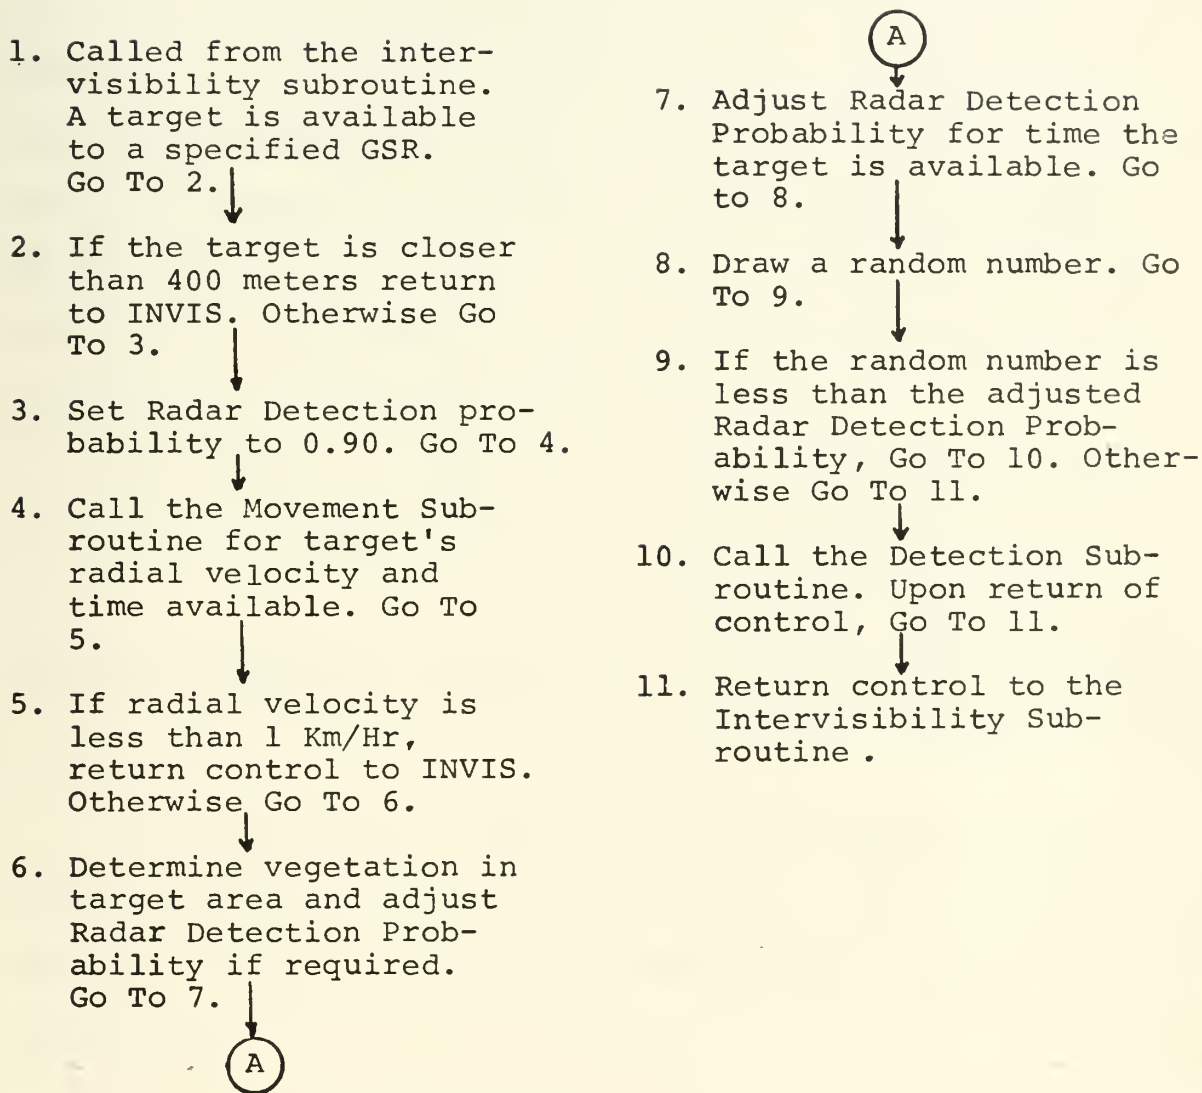 1. Called from the inter-
visibility subroutine.
A target is available
to a specified GSR.
Go To 2.
2. If the target is closer
than 400 meters return
to INVIS. Otherwise Go
To 3.
3. Set Radar Detection pro-
bability to 0.90. Go To 4.
4. Call the Movement Sub-
routine for target's
radial velocity and
time available. Go To
5.
5. If radial velocity is
less than 1 Km/Hr,
return control to INVIS.
Otherwise Go To 6.
6. Determine vegetation in
target area and adjust
Radar Detection Prob-
ability if required.
Go To 7.
A
A
7. Adjust Radar Detection
Probability for time the
target is available. Go
to 8.
8. Draw a random number. Go
To 9.
9. If the random number is
less than the adjusted
Radar Detection Prob-
ability, Go To 10. Other-
wise Go To 11.
10. Call the Detection Sub-
routine. Upon return of
control, Go To 11.
11. Return control to the
Intervisibility Sub-
routine.